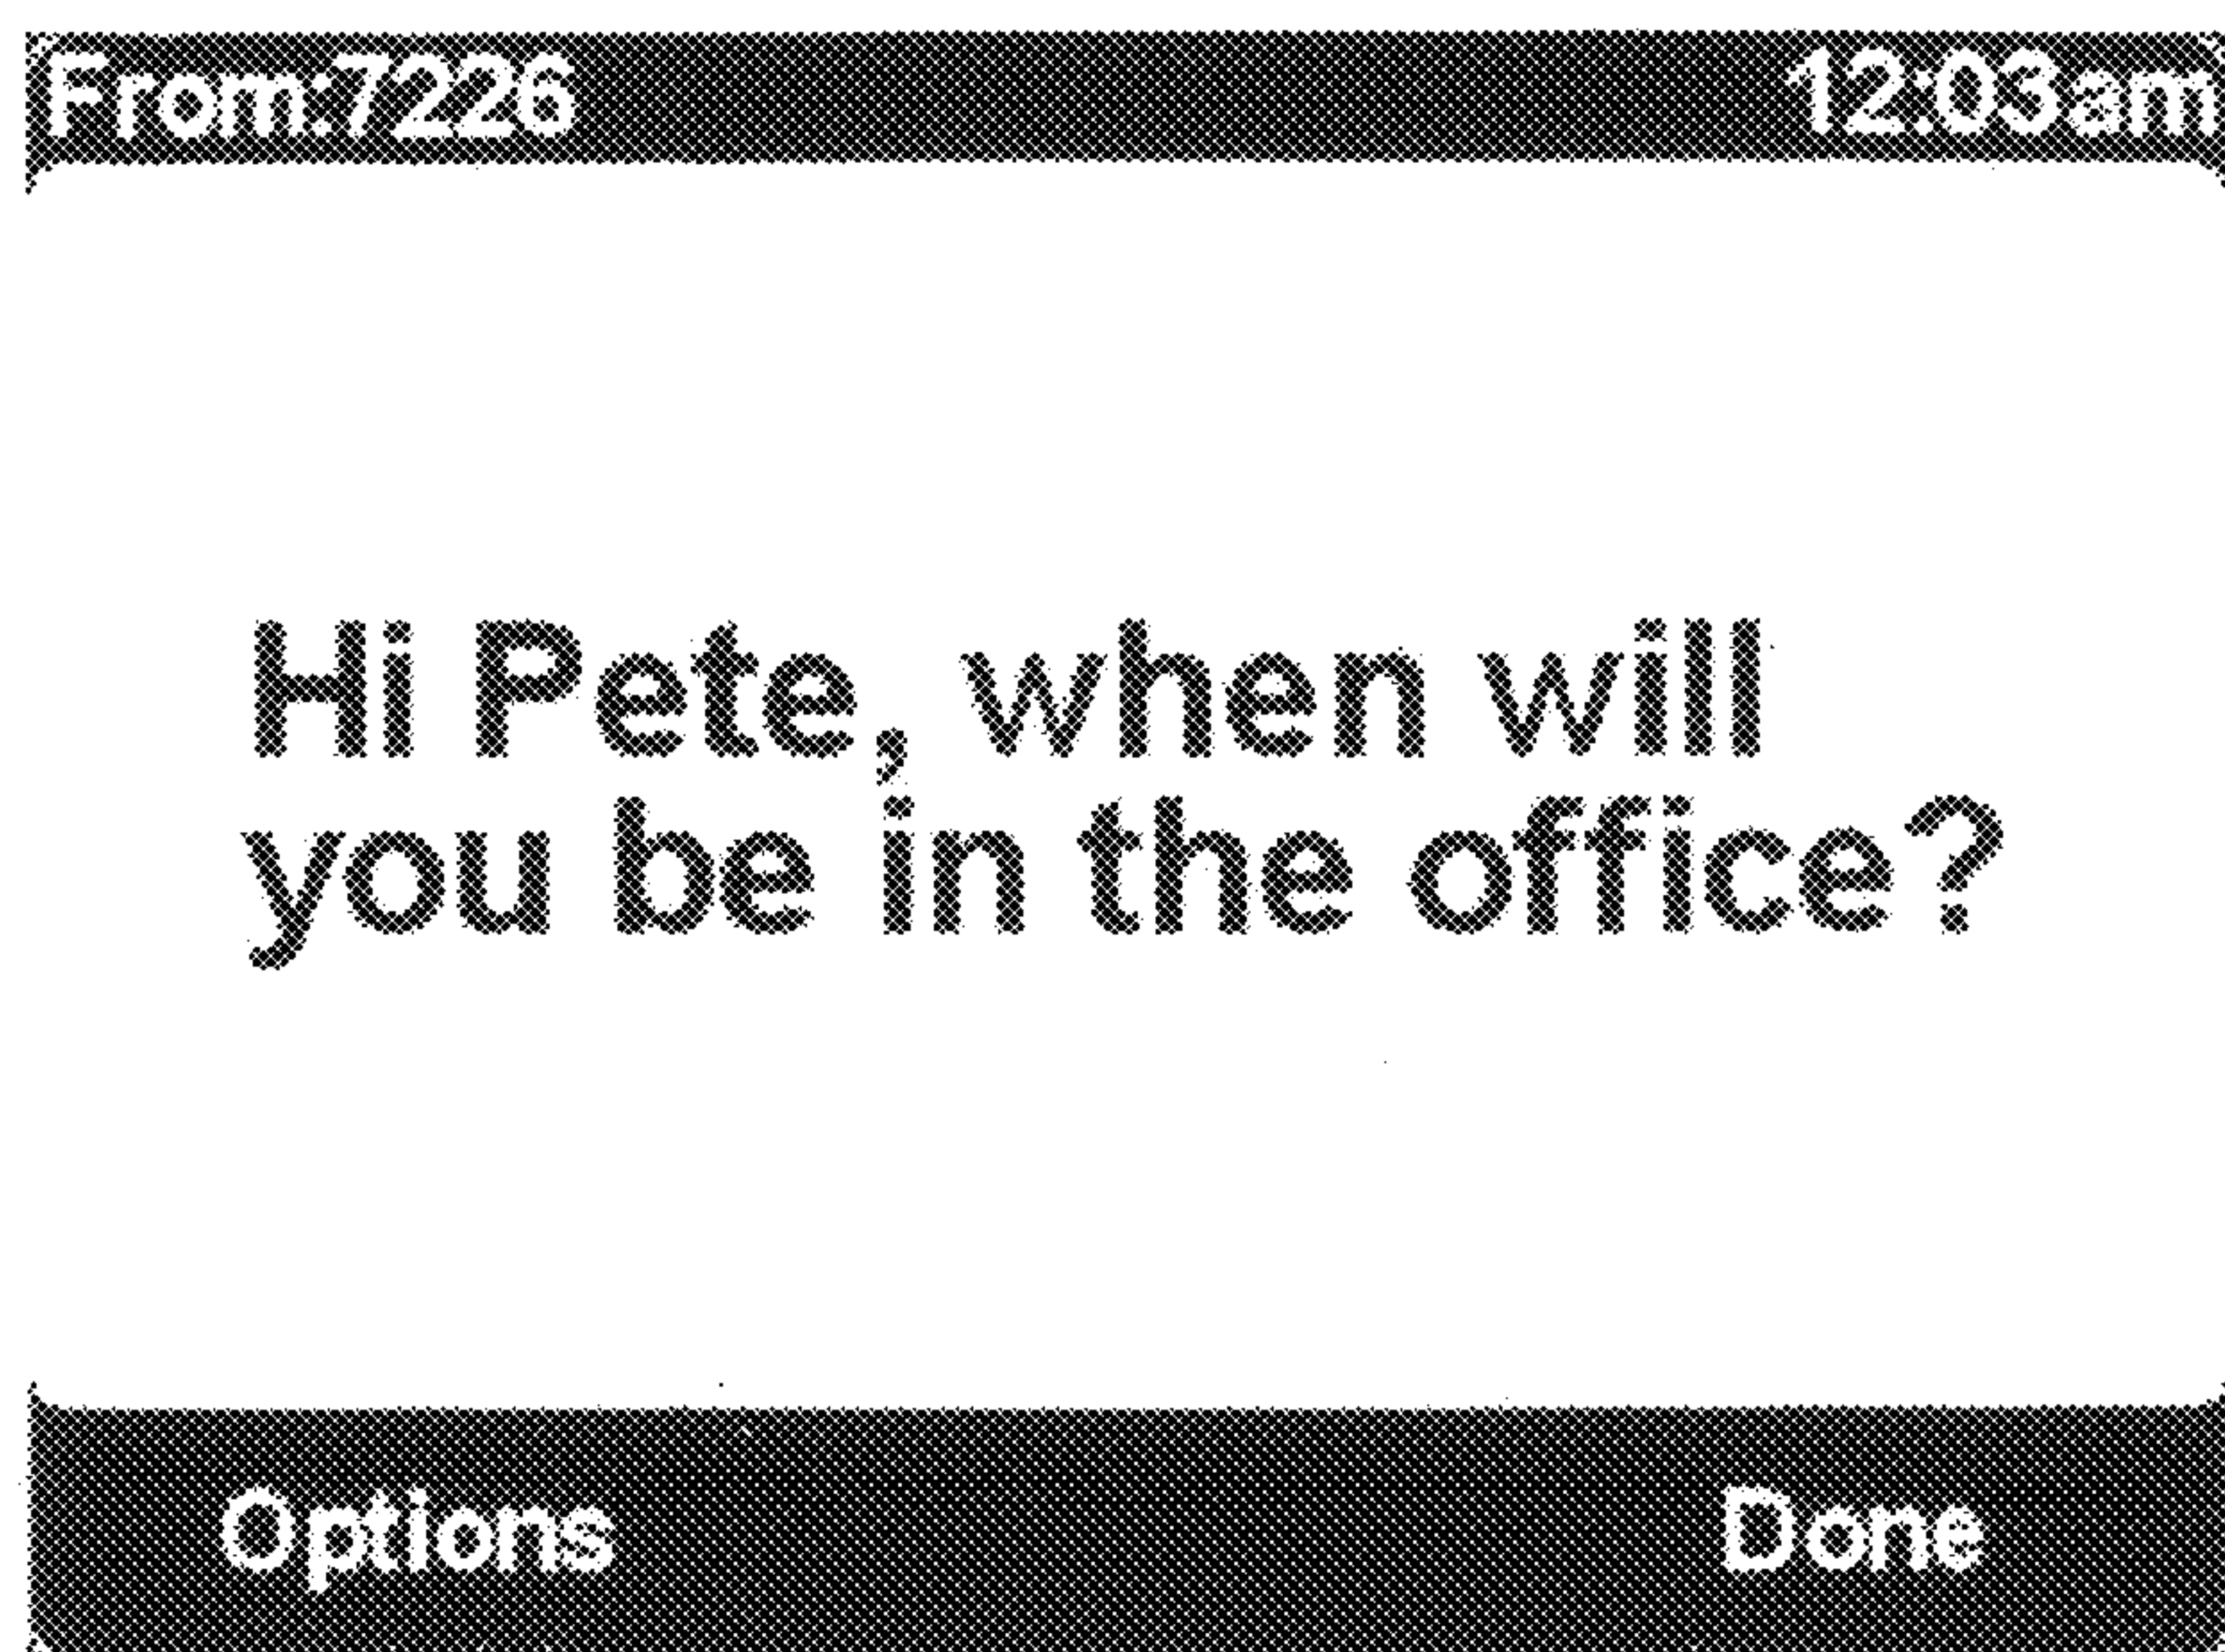 From:7226 12:03am
Hi Pete, when will
you be in the office?
Options Done